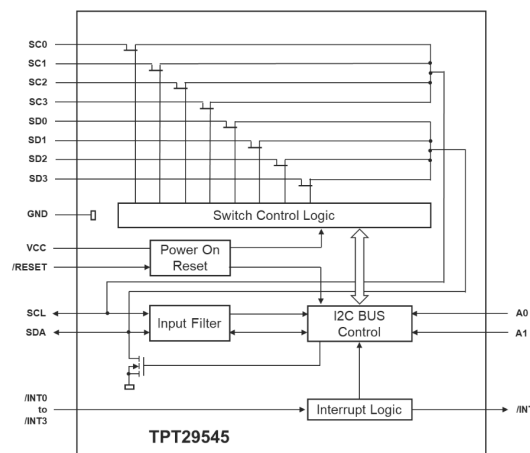 SC0
SC1
SC2
SC3
SD0
SD1
SD2
SD3
GND
Switch Control Logic
VCC
/RESET
Power On
Reset
SCL
SDA
Input Filter
I2C BUS
Control
A0
A1
/INT0
to
/INT3
Interrupt Logic
/INT
TPT29545